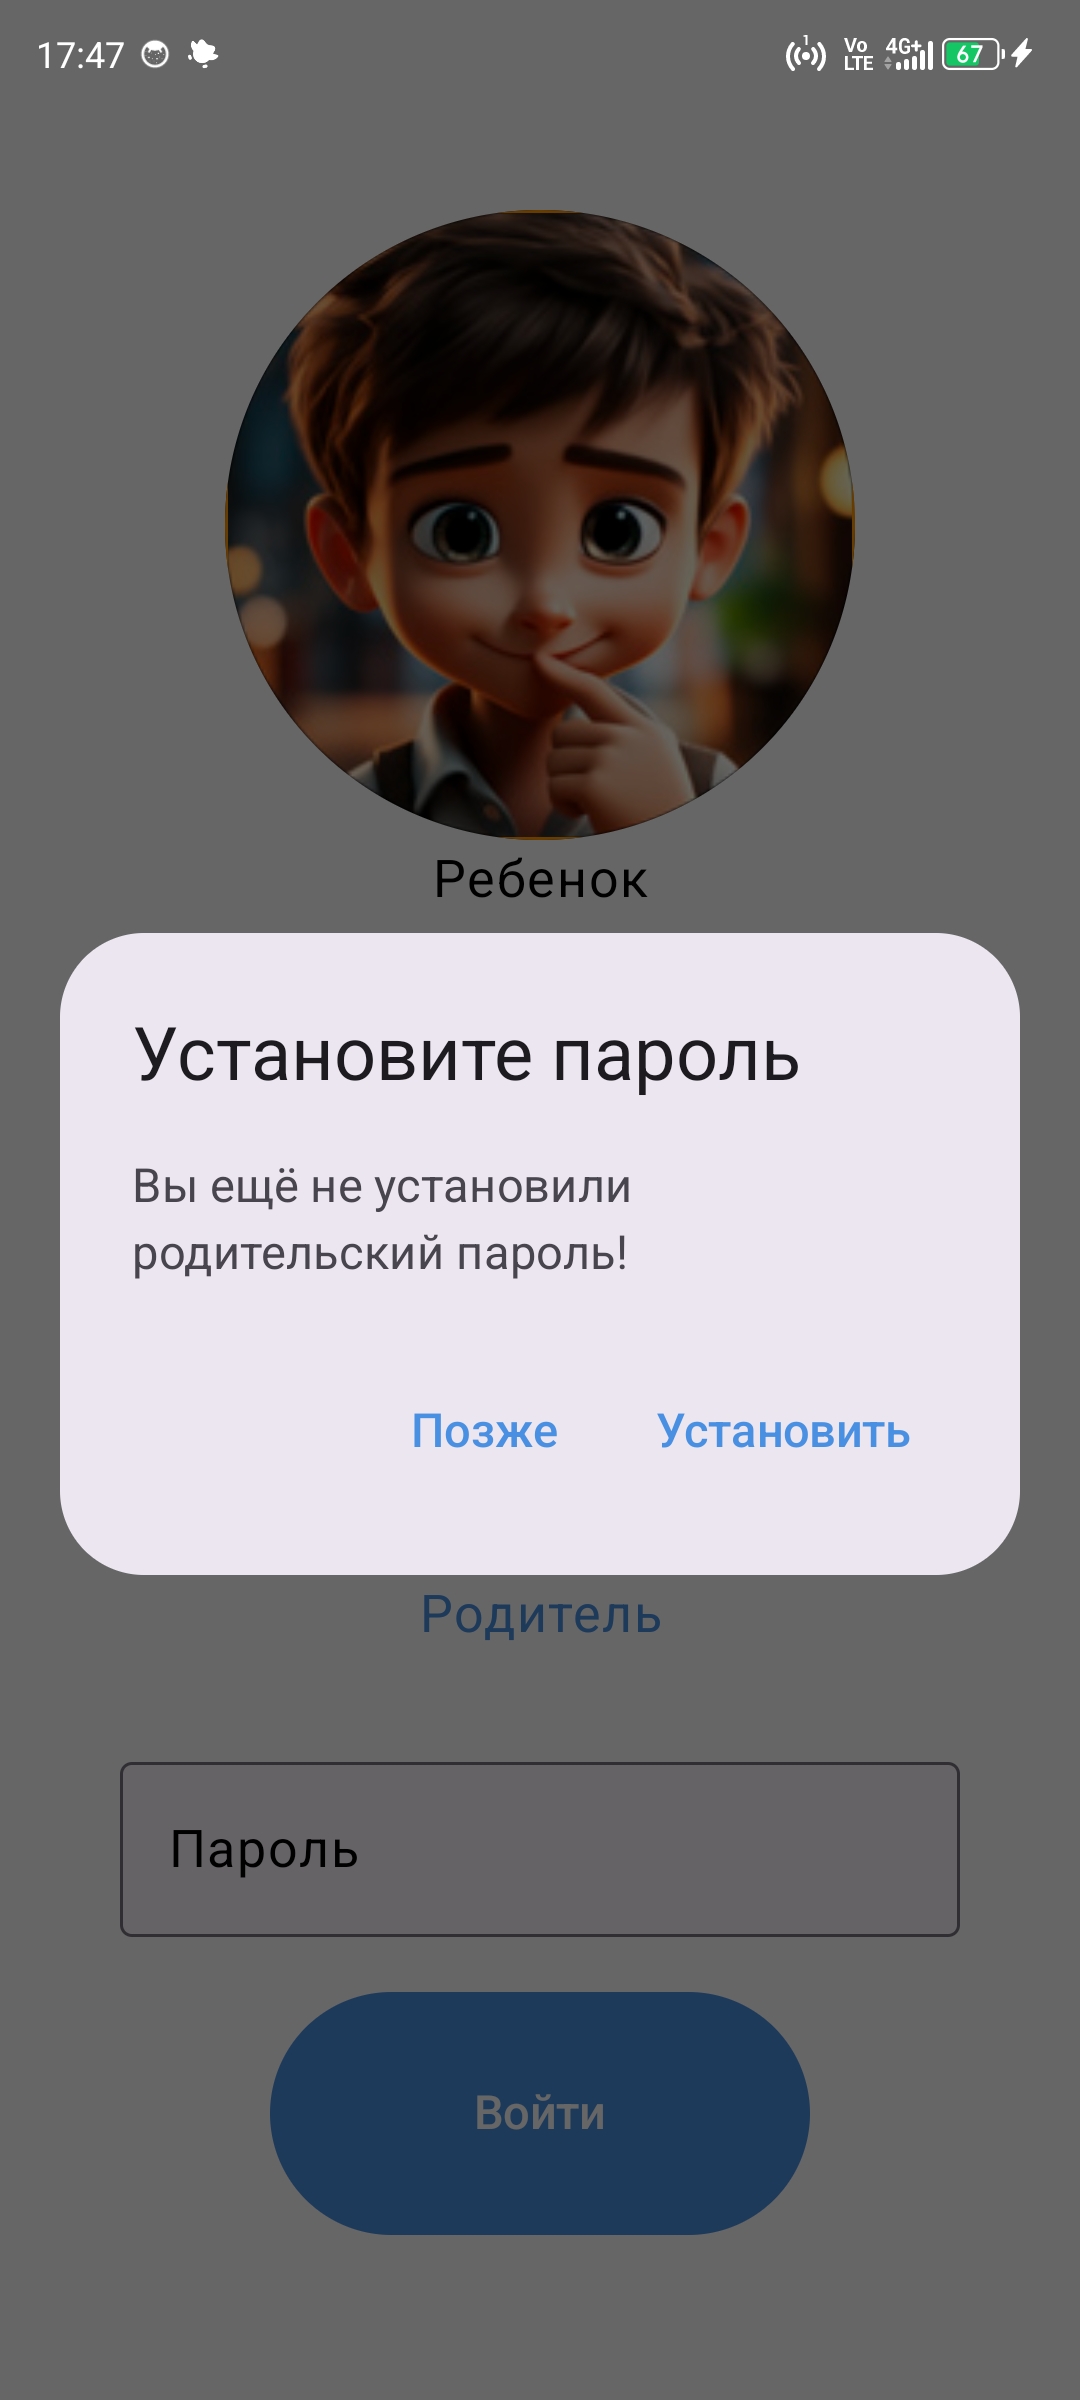 17:47
1
Vo
LTE
4G+
67
Ребенок
Установите пароль
Вы ещё не установили
родительский пароль!
Позже
Установить
Родитель
Пароль
Войти